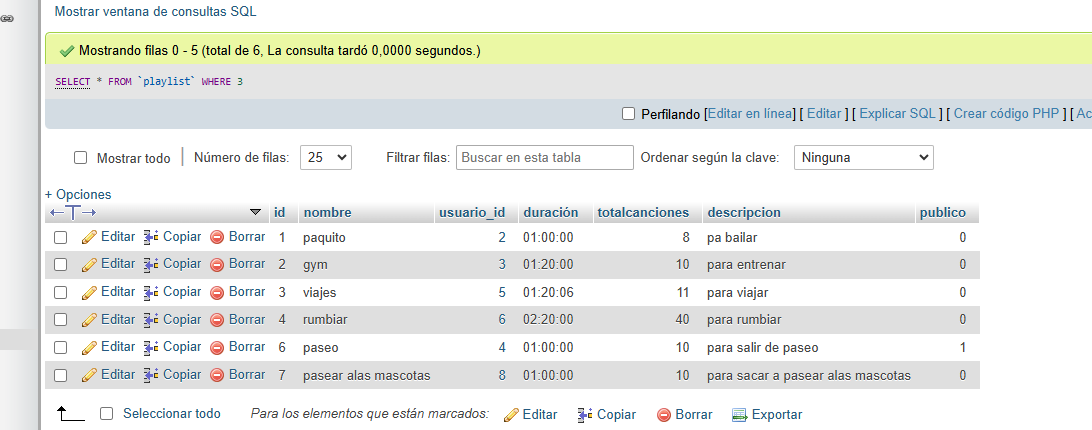 Mostrar ventana de consultas SQL
Mostrando filas 0 - 5 (total de 6, La consulta tardó 0,0000 segundos.)
SELECT * FROM `playlist` WHERE 3
Perfilando [Editar en línea] [ Editar ] [ Explicar SQL ] [ Crear código PHP ] [ Ac
Mostrar todo | Número de filas: 25 Filtrar filas: Buscar en esta tabla Ordenar según la clave: Ninguna
+ Opciones
←T→ id nombre usuario_id duración totalcanciones descripcion publico
Editar Copiar Borrar 1 paquito 2 01:00:00 8 pa bailar 0
Editar Copiar Borrar 2 gym 3 01:20:00 10 para entrenar 0
Editar Copiar Borrar 3 viajes 5 01:20:06 11 para viajar 0
Editar Copiar Borrar 4 rumbiar 6 02:20:00 40 para rumbiar 0
Editar Copiar Borrar 6 paseo 4 01:00:00 10 para salir de paseo 1
Editar Copiar Borrar 7 pasear alas mascotas 8 01:00:00 10 para sacar a pasear alas mascotas 0
Seleccionar todo Para los elementos que están marcados: Editar Copiar Borrar Exportar